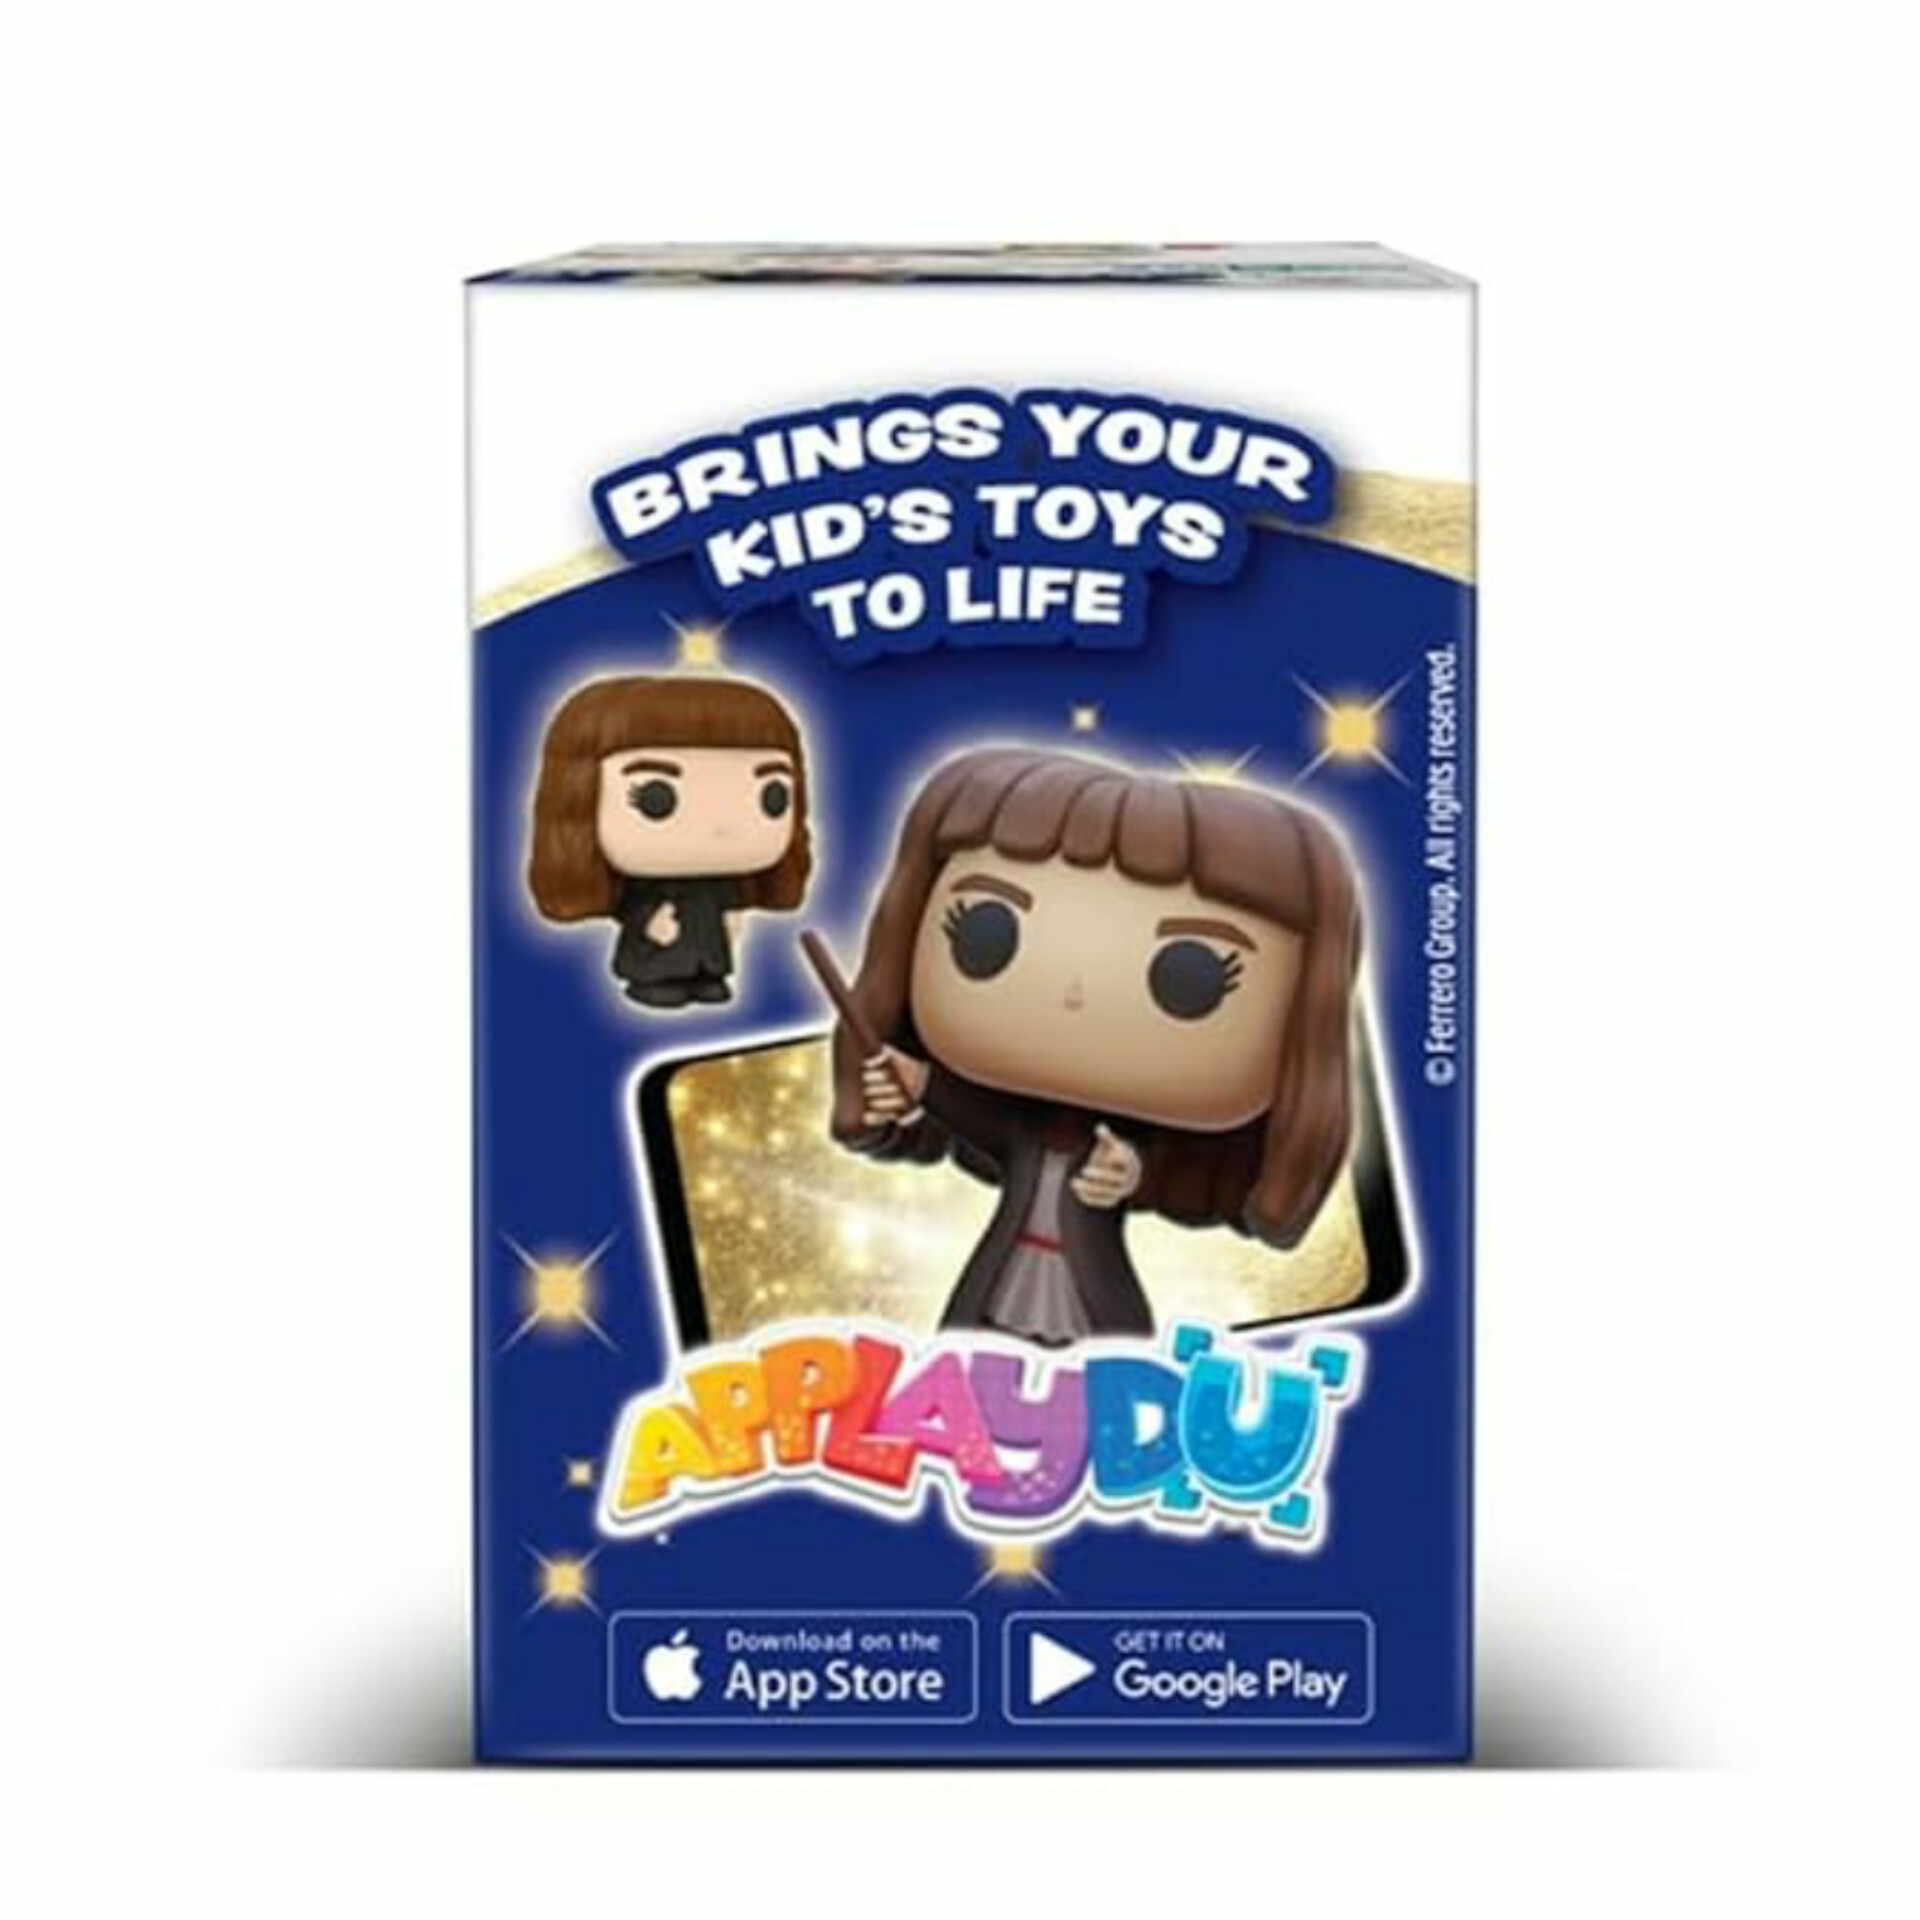 BRINGS YOUR
KID'S TOYS
TO LIFE
© Ferrero Group. All rights reserved.
APPLAYDU
Download on the
App Store
GET IT ON
Google Play